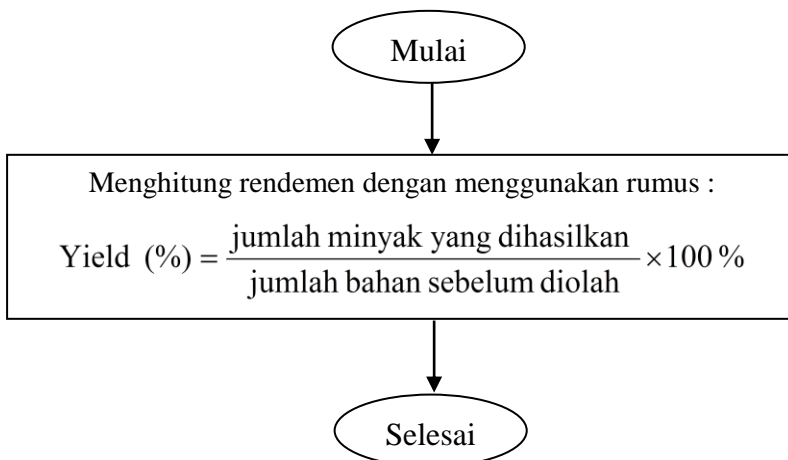 Mulai
Menghitung rendemen dengan menggunakan rumus :
Yield (%) = jumlah minyak yang dihasilkan / jumlah bahan sebelum diolah ×100 %
Selesai